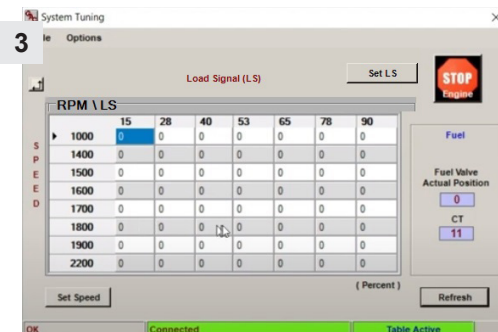 System Tuning
3
le Options
Load Signal (LS)
Set LS
STOP
Engine
RPM \ LS
15 28 40 53 65 78 90
1000 0 0 0 0 0 0 0
1400 0 0 0 0 0 0 0
1500 0 0 0 0 0 0 0
1600 0 0 0 0 0 0 0
1700 0 0 0 0 0 0 0
1800 0 0 0 0 0 0 0
1900 0 0 0 0 0 0 0
2200 0 0 0 0 0 0 0
SPEED
Fuel
Fuel Valve
Actual Position
0
CT
11
( Percent )
Set Speed
Refresh
OK Connected Table Active